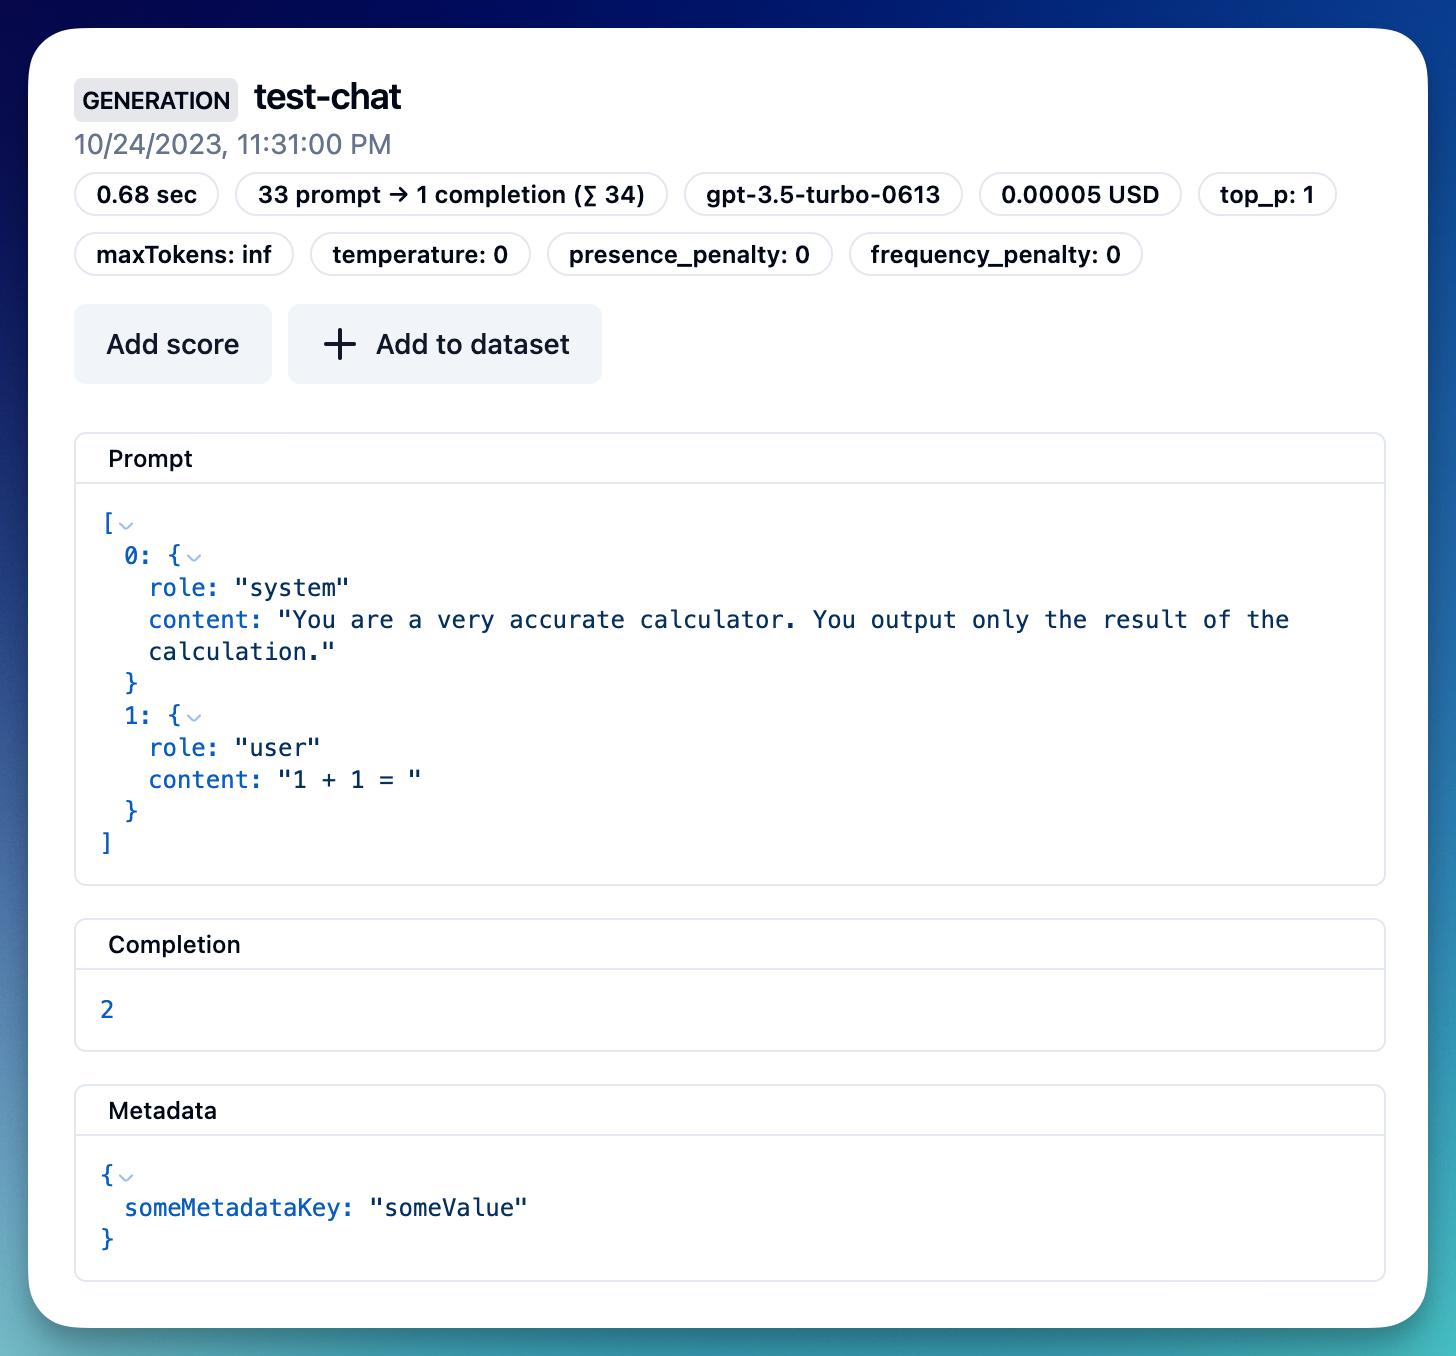 GENERATION test-chat
10/24/2023, 11:31:00 PM
0.68 sec 33 prompt → 1 completion (∑ 34) gpt-3.5-turbo-0613 0.00005 USD top_p: 1
maxTokens: inf temperature: 0 presence_penalty: 0 frequency_penalty: 0
Add score + Add to dataset
Prompt
[
0: {
role: "system"
content: "You are a very accurate calculator. You output only the result of the
calculation."
}
1: {
role: "user"
content: "1 + 1 = "
}
]
Completion
2
Metadata
{
someMetadataKey: "someValue"
}